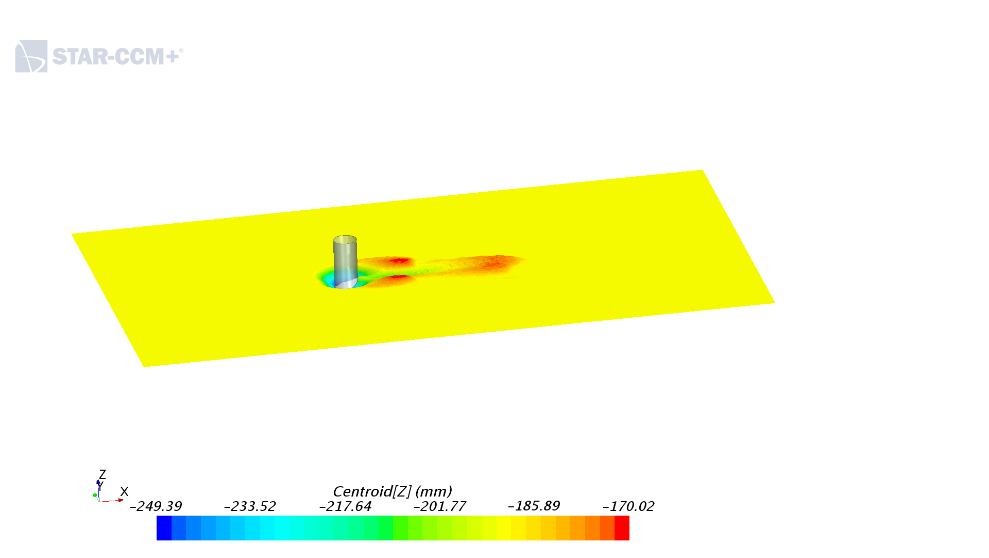 STAR-CCM+®
Z
Y
X
Centroid[Z] (mm)
-249.39 -233.52 -217.64 -201.77 -185.89 -170.02